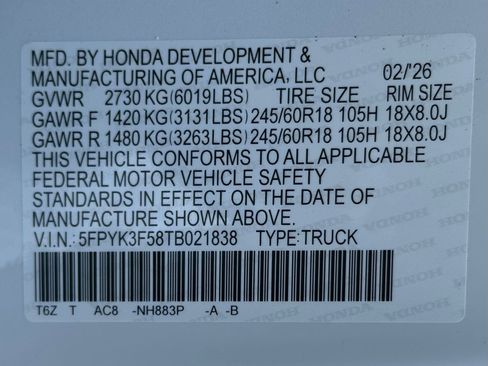 MFD. BY HONDA DEVELOPMENT &
MANUFACTURING OF AMERICA, LLC 02/'26
GVWR 2730 KG(6019LBS) TIRE SIZE RIM SIZE
GAWR F 1420 KG(3131LBS) 245/60R18 105H 18X8.0J
GAWR R 1480 KG(3263LBS) 245/60R18 105H 18X8.0J
THIS VEHICLE CONFORMS TO ALL APPLICABLE
FEDERAL MOTOR VEHICLE SAFETY
STANDARDS IN EFFECT ON THE DATE OF
MANUFACTURE SHOWN ABOVE.
V.I.N.: 5FPYK3F58TB021838 TYPE:TRUCK
T6Z T AC8 -NH883P -A -B